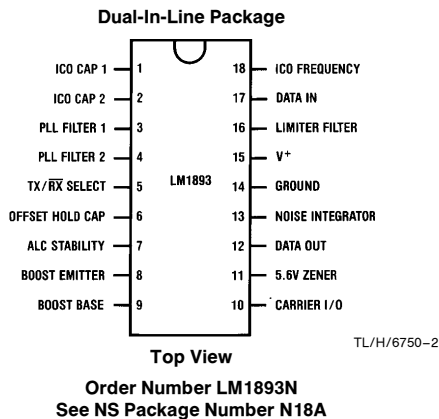 Dual-In-Line Package
ICO CAP 1 1 18 ICO FREQUENCY
ICO CAP 2 2 17 DATA IN
PLL FILTER 1 3 16 LIMITER FILTER
PLL FILTER 2 4 15 V+
TX/R̅X̅ SELECT 5 LM1893 14 GROUND
OFFSET HOLD CAP 6 13 NOISE INTEGRATOR
ALC STABILITY 7 12 DATA OUT
BOOST EMITTER 8 11 5.6V ZENER
BOOST BASE 9 10 CARRIER I/O
TL/H/6750–2
Top View
Order Number LM1893N
See NS Package Number N18A